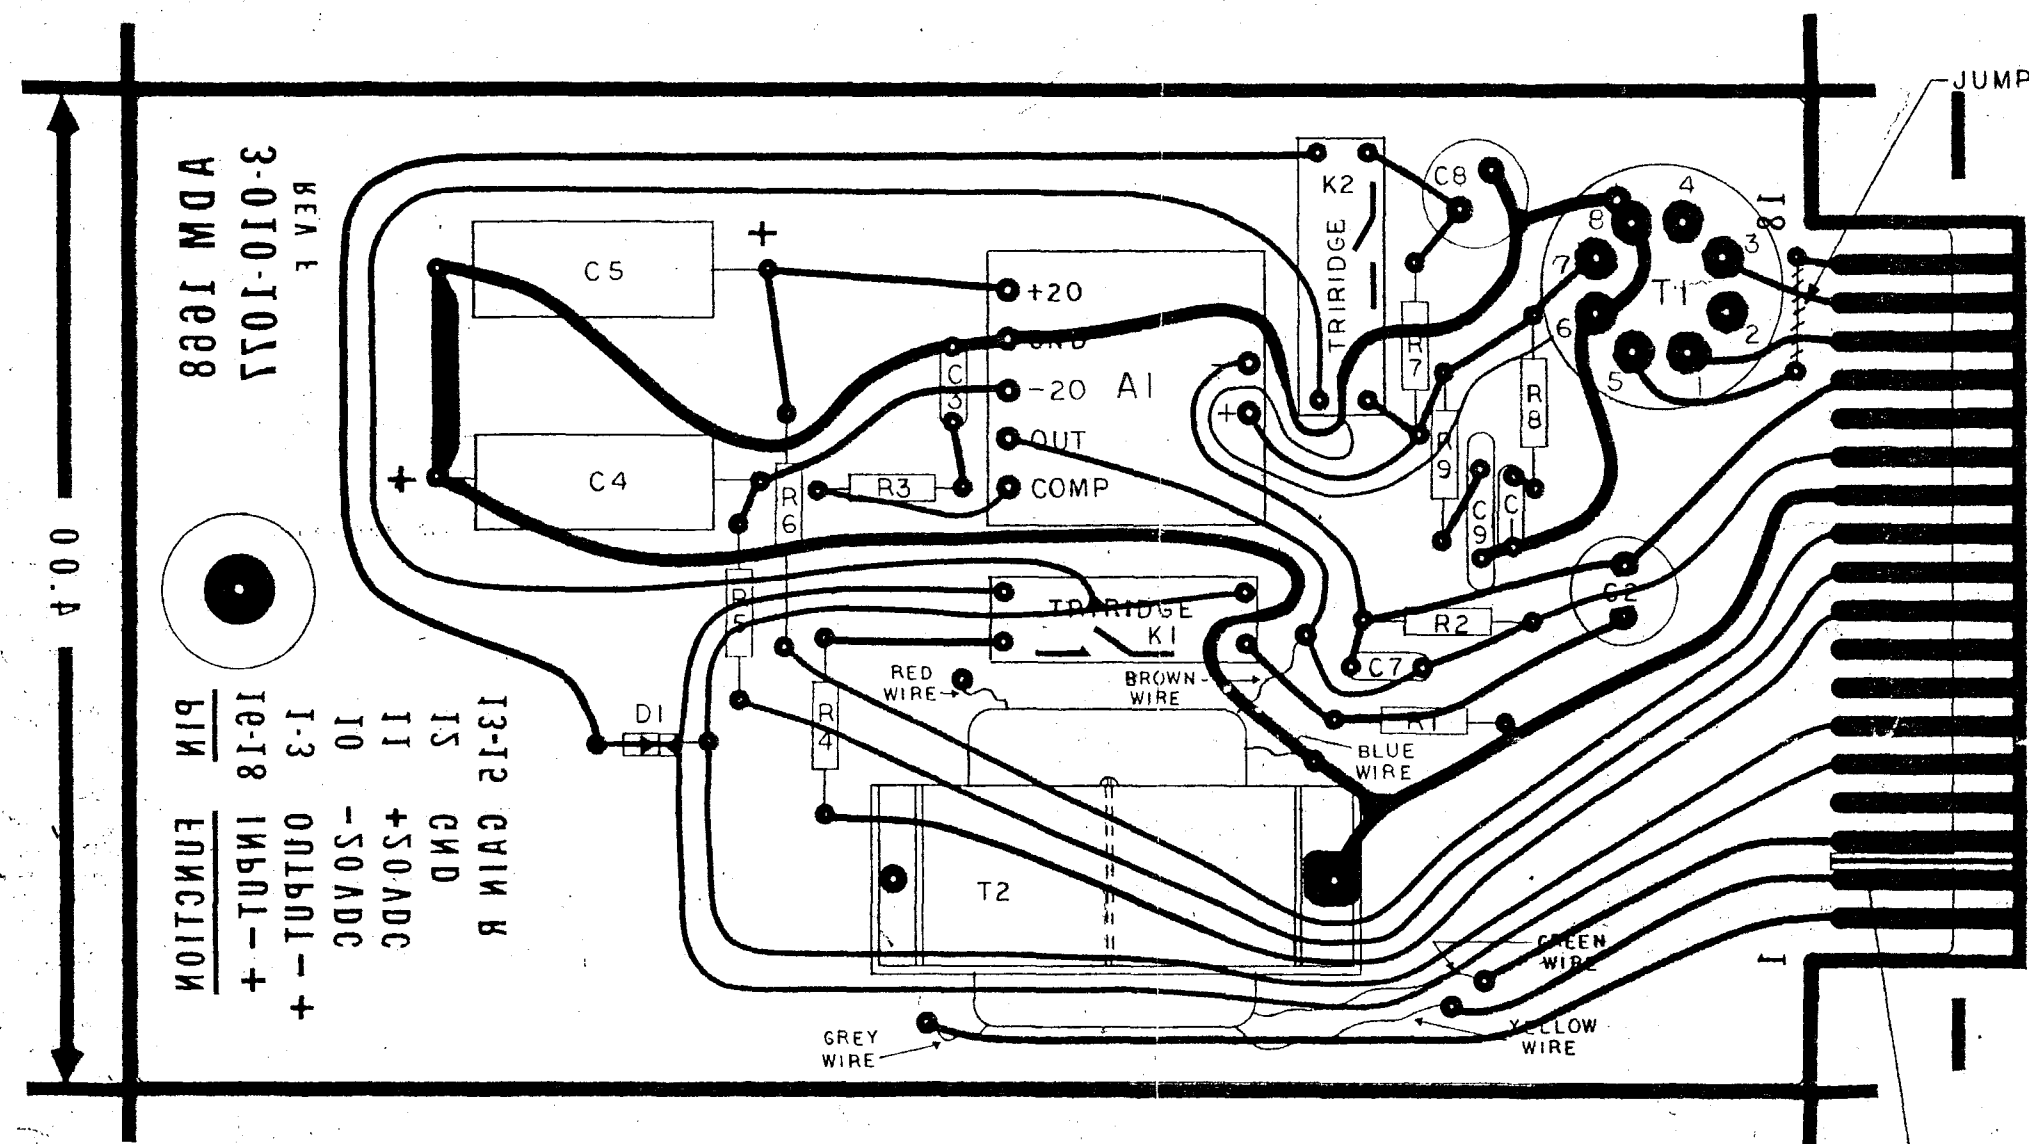 JUMP
ADM 1668
3-010-1077
REV E
4.00
18
1
C5
+
C4
+
C3
R3
R6
R5
R4
D1
+20
GND
-20
OUT
COMP
A1
-
+
TRIRIDGE K2
C8
R7
R9
R8
C9
C1
T1
1
2
3
4
5
6
7
8
C2
R2
C7
R1
TRIRIDGE
K1
RED
WIRE
BROWN
WIRE
BLUE
WIRE
T2
GREEN
WIRE
YELLOW
WIRE
GREY
WIRE
PIN FUNCTION
16-18 INPUT - +
1-3 OUTPUT - +
10 -20VDC
11 +20VDC
12 GND
13-15 GAIN R